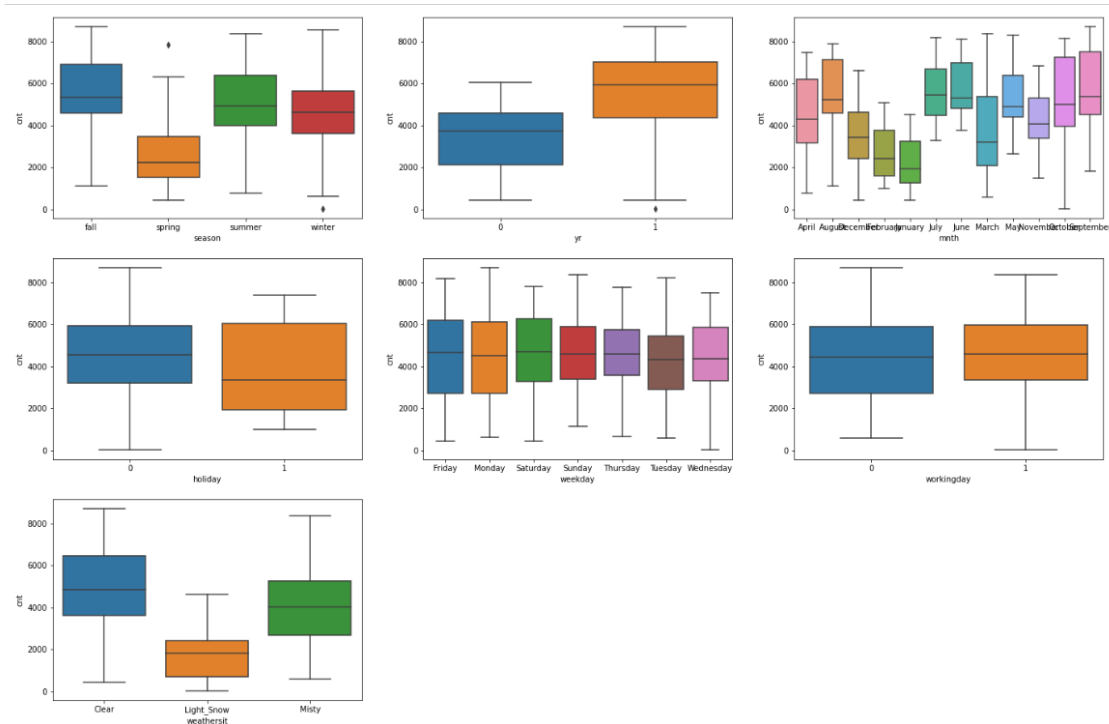 8000
6000
4000
2000
0
cnt
fall spring summer winter
season
8000
6000
4000
2000
0
cnt
0 1
yr
8000
6000
4000
2000
0
cnt
April August December February January July June March May November October September
mnth
8000
6000
4000
2000
0
cnt
0 1
holiday
8000
6000
4000
2000
0
cnt
Friday Monday Saturday Sunday Thursday Tuesday Wednesday
weekday
8000
6000
4000
2000
0
cnt
0 1
workingday
8000
6000
4000
2000
0
cnt
Clear Light_Snow Misty
weathersit